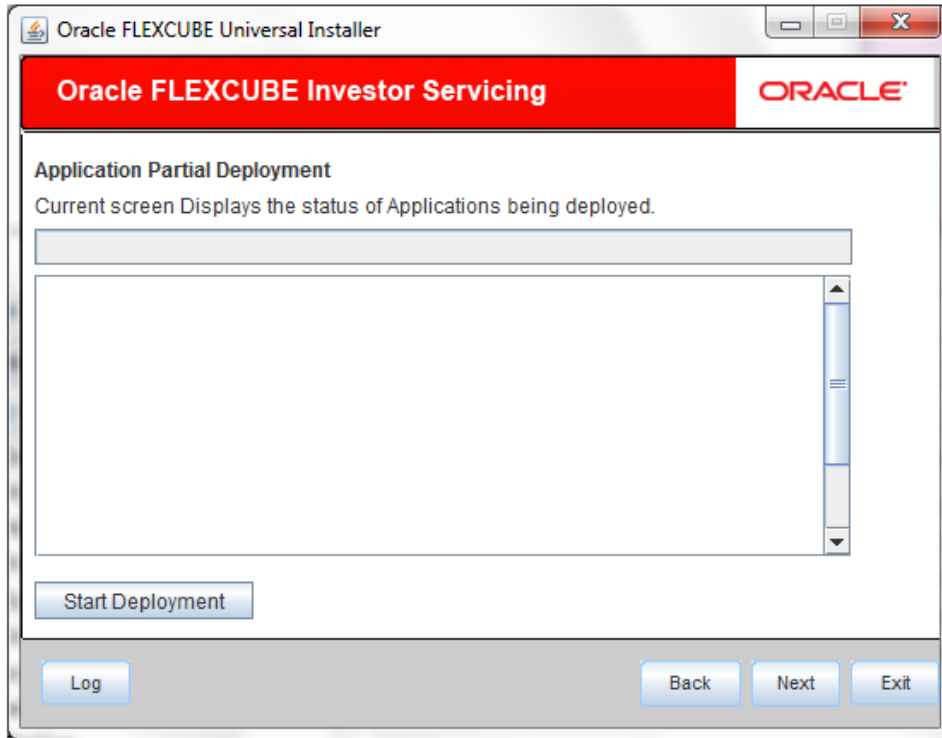 Oracle FLEXCUBE Universal Installer
Oracle FLEXCUBE Investor Servicing
ORACLE
Application Partial Deployment
Current screen Displays the status of Applications being deployed.
Start Deployment
Log
Back
Next
Exit